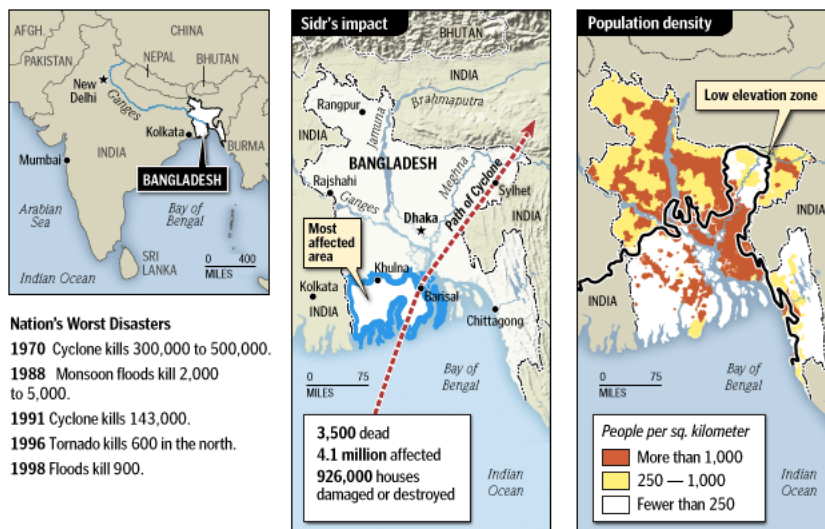 AFG.
CHINA
PAKISTAN
NEPAL
BHUTAN
New
Delhi
Ganges
Kolkata
INDIA
BURMA
Mumbai
BANGLADESH
Arabian
Sea
Bay of
Bengal
SRI
LANKA
Indian Ocean
0 400
MILES
Nation's Worst Disasters
1970 Cyclone kills 300,000 to 500,000.
1988 Monsoon floods kill 2,000
to 5,000.
1991 Cyclone kills 143,000.
1996 Tornado kills 600 in the north.
1998 Floods kill 900.
Sidr's impact
BHUTAN
INDIA
Rangpur
Brahmaputra
Jamuna
INDIA
BANGLADESH
Meghna
Path of Cyclone
Rajshahi
Sylhet
Ganges
Dhaka
INDIA
Most
affected
area
Khulna
Kolkata
Barisal
INDIA
Chittagong
Bay of
Bengal
0 75
MILES
3,500 dead
4.1 million affected
926,000 houses
damaged or destroyed
Indian
Ocean
Population density
Low elevation zone
INDIA
0 75
MILES
Bay of
Bengal
People per sq. kilometer
More than 1,000
250 — 1,000
Fewer than 250
Indian
Ocean